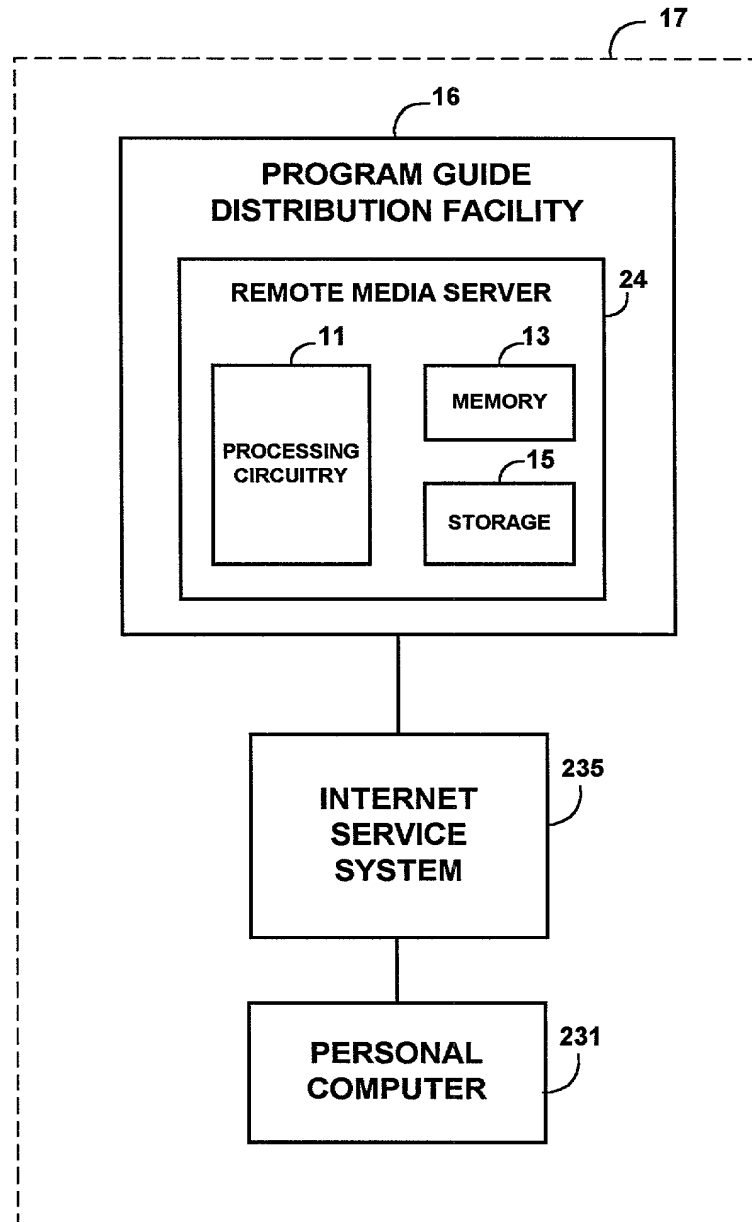 17
16
PROGRAM GUIDE
DISTRIBUTION FACILITY
REMOTE MEDIA SERVER
24
11
13
PROCESSING
CIRCUITRY
MEMORY
15
STORAGE
INTERNET
SERVICE
SYSTEM
235
PERSONAL
COMPUTER
231